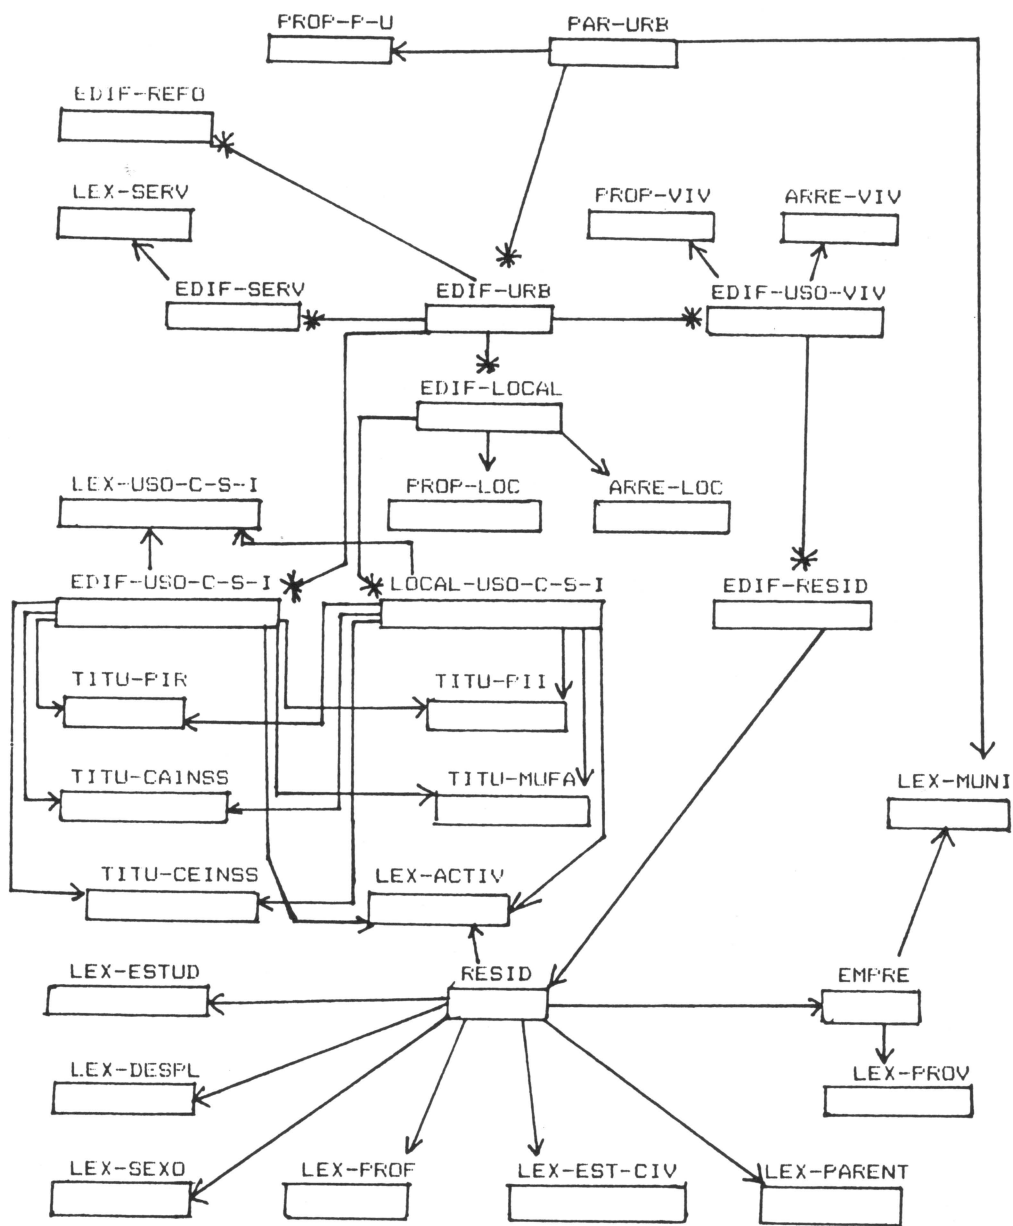 PROP-P-U PAR-URB
EDIF-REFO
LEX-SERV PROP-VIV ARRE-VIV
EDIF-SERV EDIF-URB EDIF-USO-VIV
EDIF-LOCAL
LEX-USO-C-S-I PROP-LOC ARRE-LOC
EDIF-USO-C-S-I LOCAL-USO-C-S-I EDIF-RESID
TITU-PIR TITU-PII
TITU-CAINSS TITU-MUFA LEX-MUNI
TITU-CEINSS LEX-ACTIV
LEX-ESTUD RESID EMPRE
LEX-DESPL LEX-PROV
LEX-SEXO LEX-PROF LEX-EST-CIV LEX-PARENT